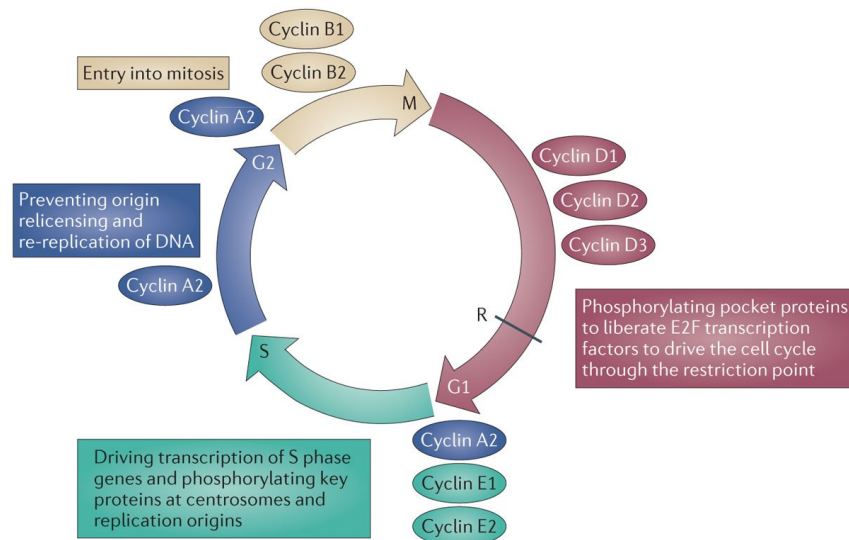 Cyclin B1
Cyclin B2
Entry into mitosis
M
Cyclin A2
G2
Cyclin D1
Cyclin D2
Cyclin D3
Preventing origin
relicensing and
re-replication of DNA
Cyclin A2
R
Phosphorylating pocket proteins
to liberate E2F transcription
factors to drive the cell cycle
through the restriction point
S
G1
Cyclin A2
Cyclin E1
Cyclin E2
Driving transcription of S phase
genes and phosphorylating key
proteins at centrosomes and
replication origins